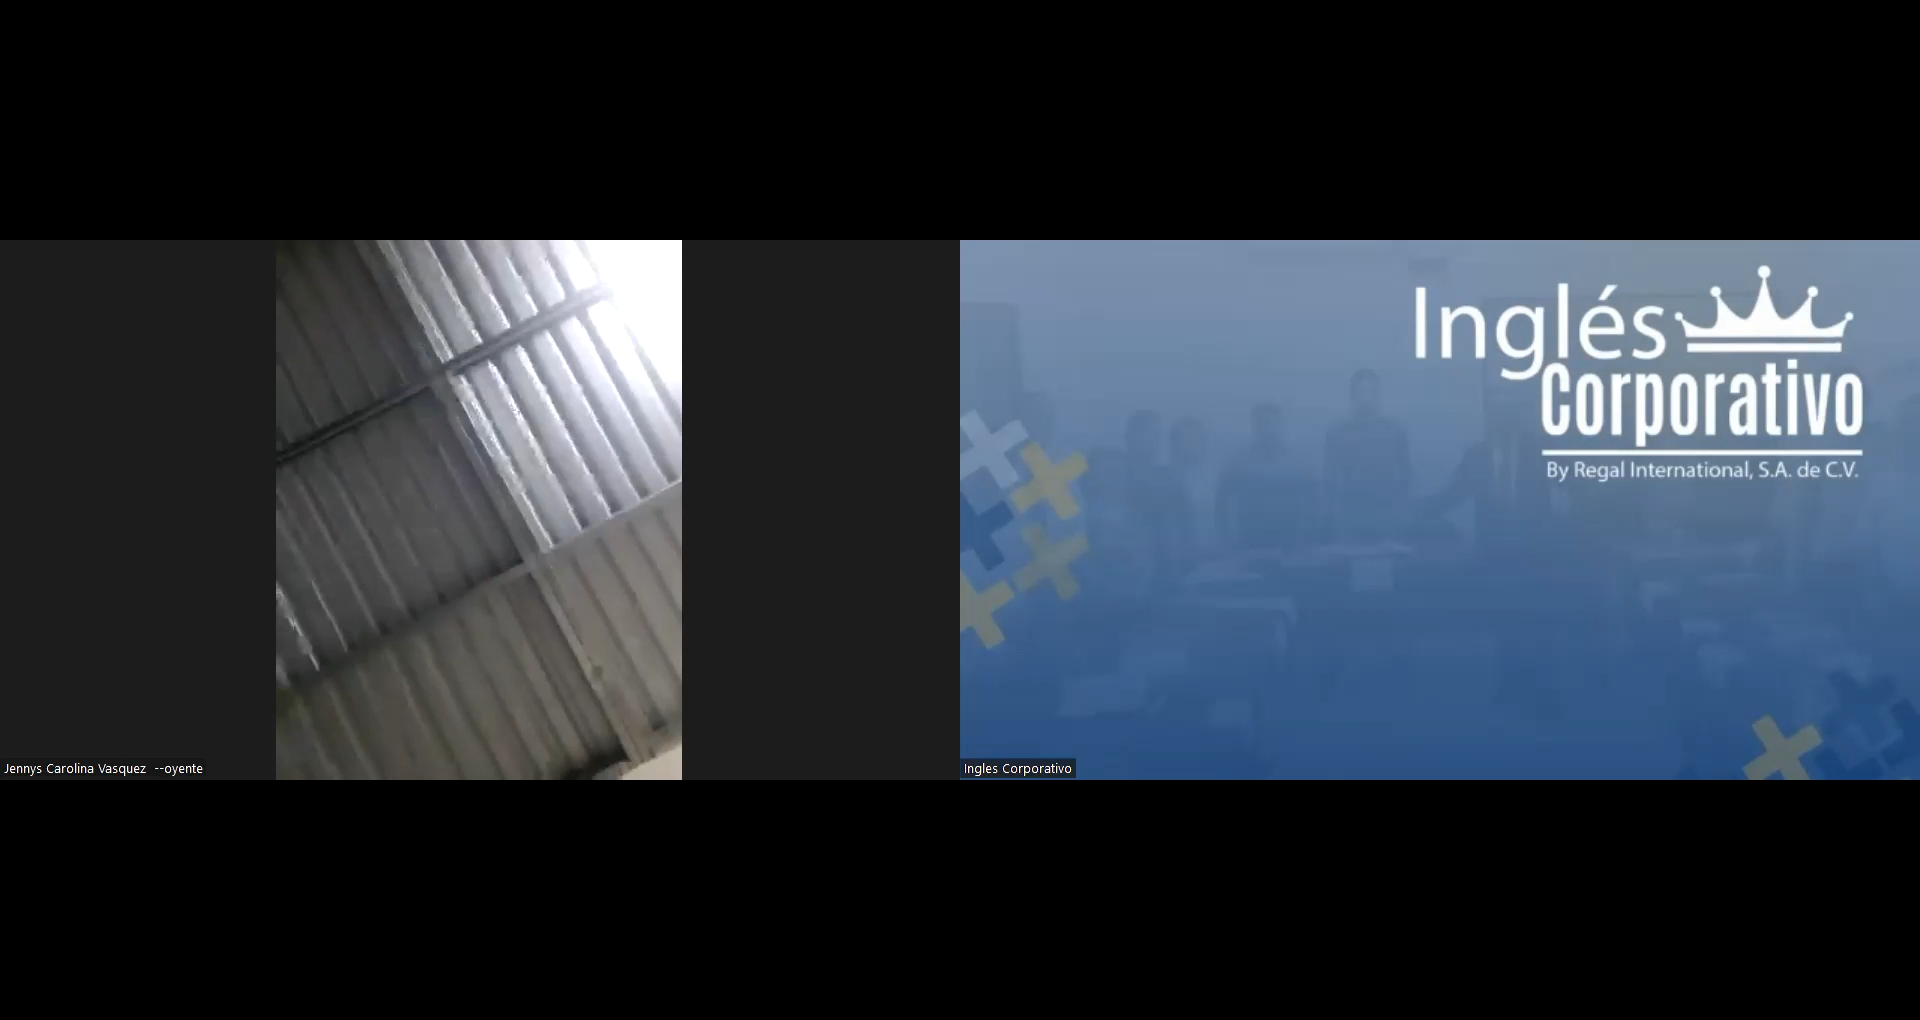 Inglés
Corporativo
By Regal International, S.A. de C.V.
Jennys Carolina Vasquez --oyente
Ingles Corporativo